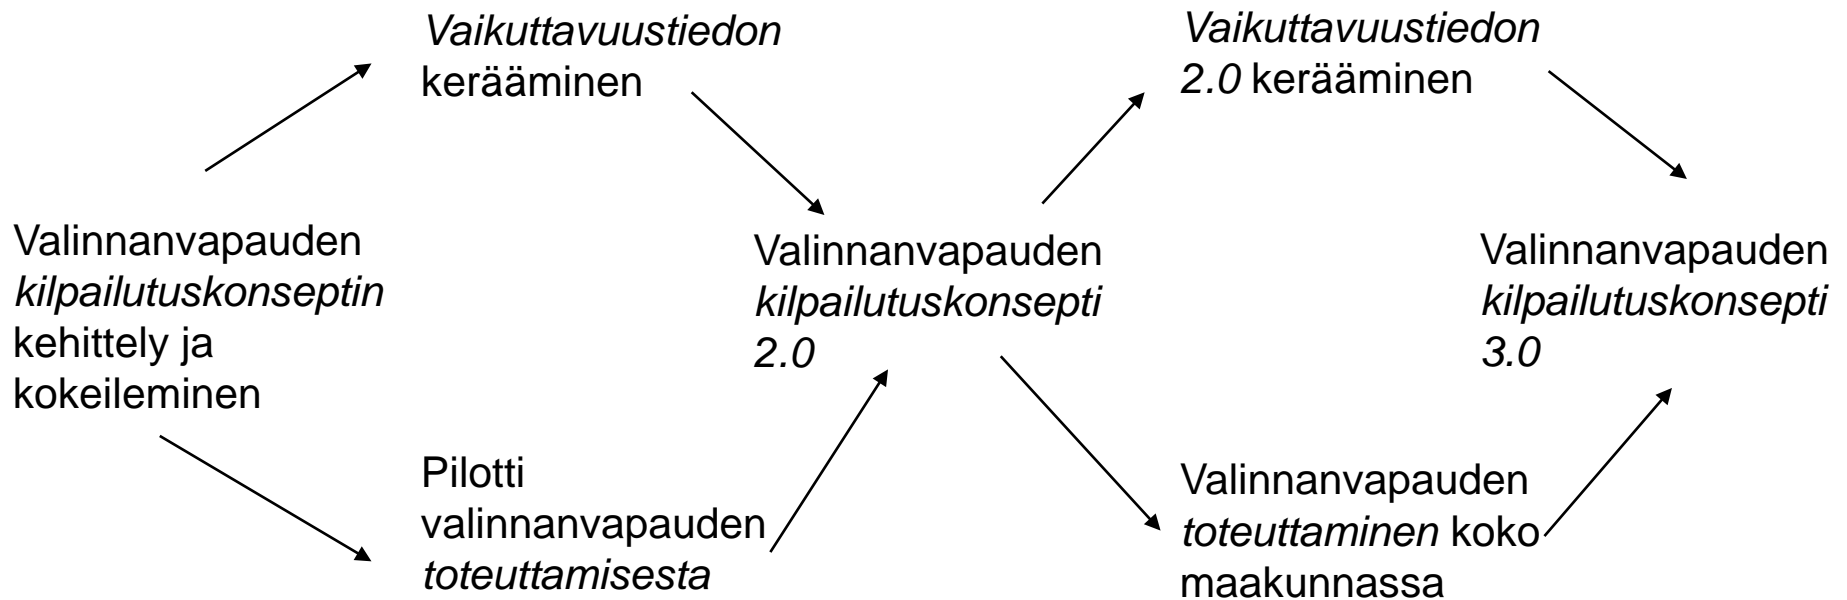 Vaikuttavuustiedon
kerääminen
Vaikuttavuustiedon
2.0 kerääminen
Valinnanvapauden
kilpailutuskonseptin
kehittely ja
kokeileminen
Valinnanvapauden
kilpailutuskonsepti
2.0
Valinnanvapauden
kilpailutuskonsepti
3.0
Pilotti
valinnanvapauden
toteuttamisesta
Valinnanvapauden
toteuttaminen koko
maakunnassa